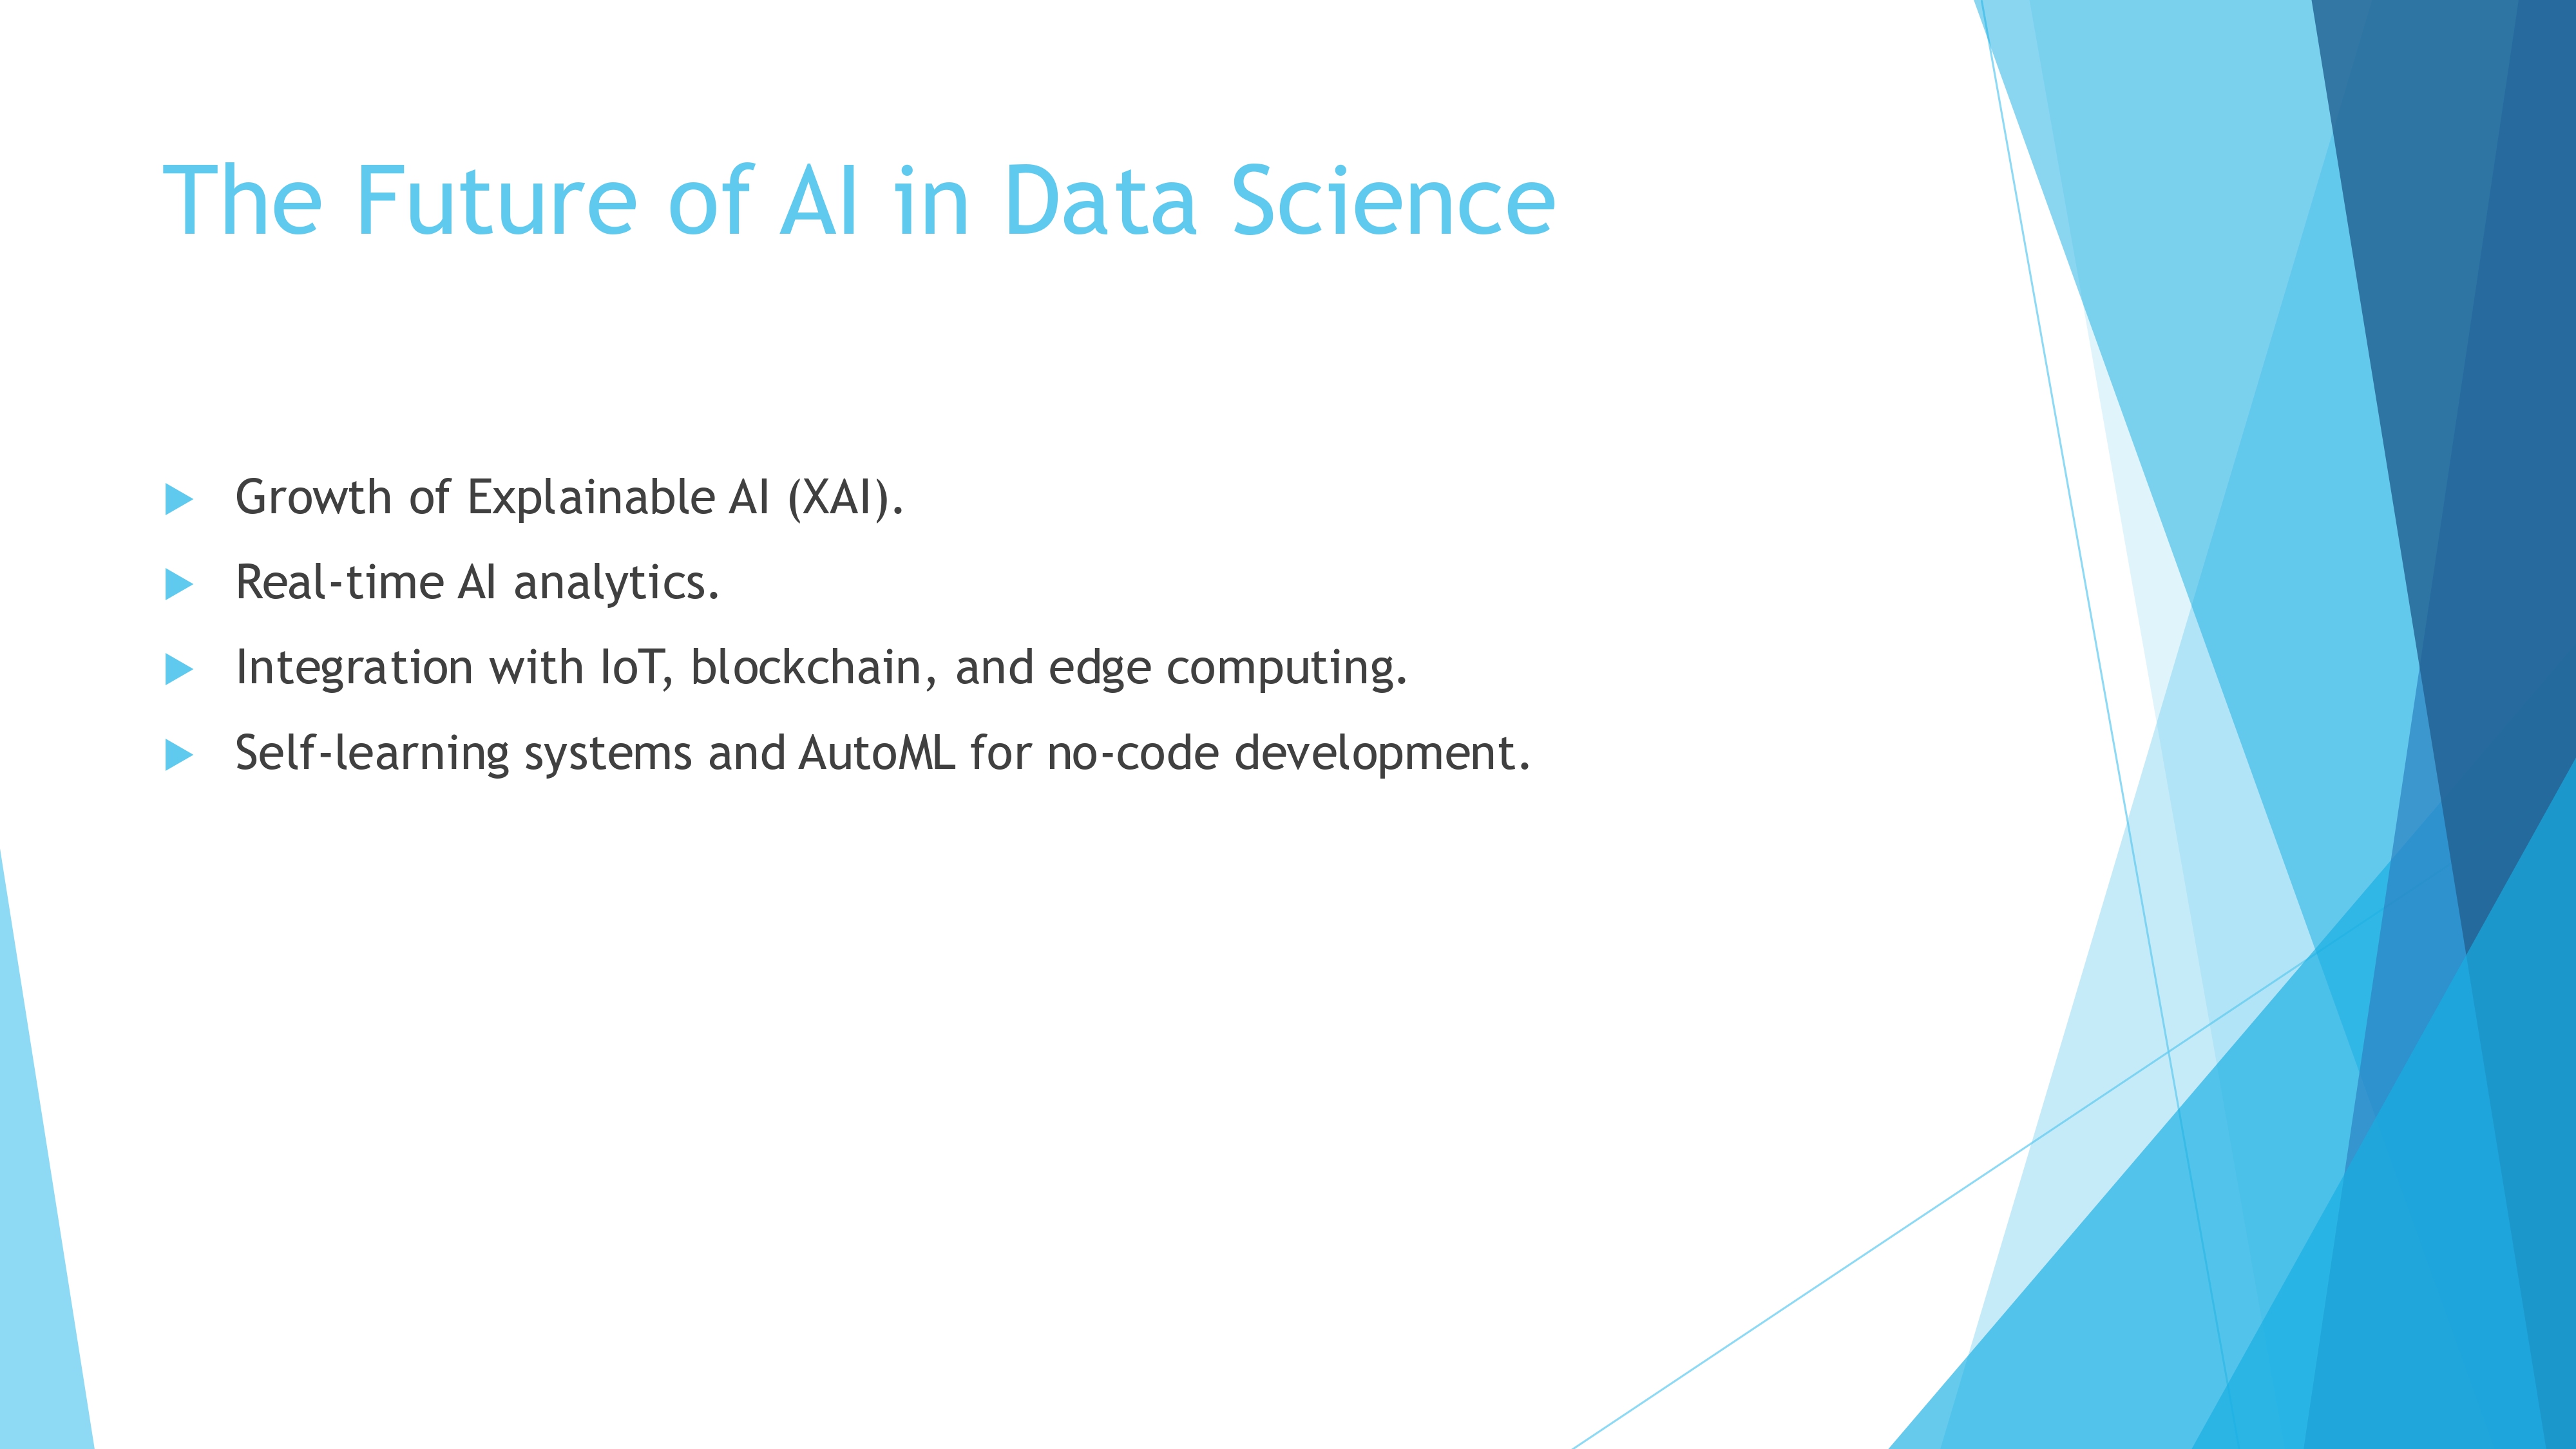 The Future of AI in Data Science
Growth of Explainable AI (XAI).
Real-time AI analytics.
Integration with IoT, blockchain, and edge computing.
Self-learning systems and AutoML for no-code development.